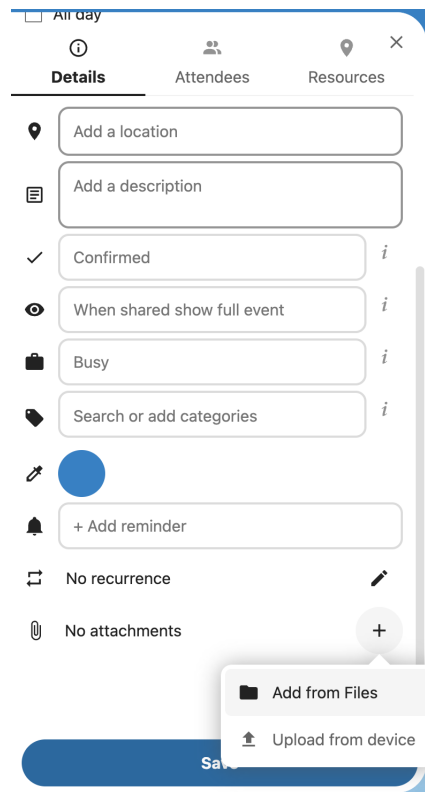 All day
Details
Attendees
Resources
Add a location
Add a description
Confirmed
i
When shared show full event
i
Busy
i
Search or add categories
i
+ Add reminder
No recurrence
No attachments
Add from Files
Upload from device